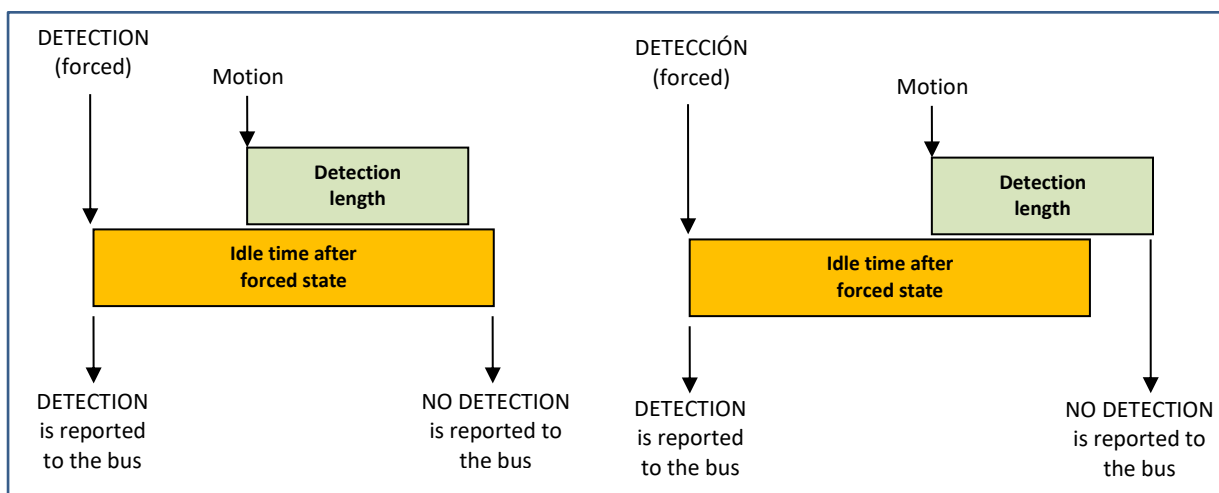 DETECTION
(forced)
Motion
Detection
length
Idle time after
forced state
DETECTION
is reported
to the bus
NO DETECTION
is reported to
the bus
DETECCIÓN
(forced)
Motion
Detection
length
Idle time after
forced state
DETECTION
is reported
to the bus
NO DETECTION
is reported to
the bus